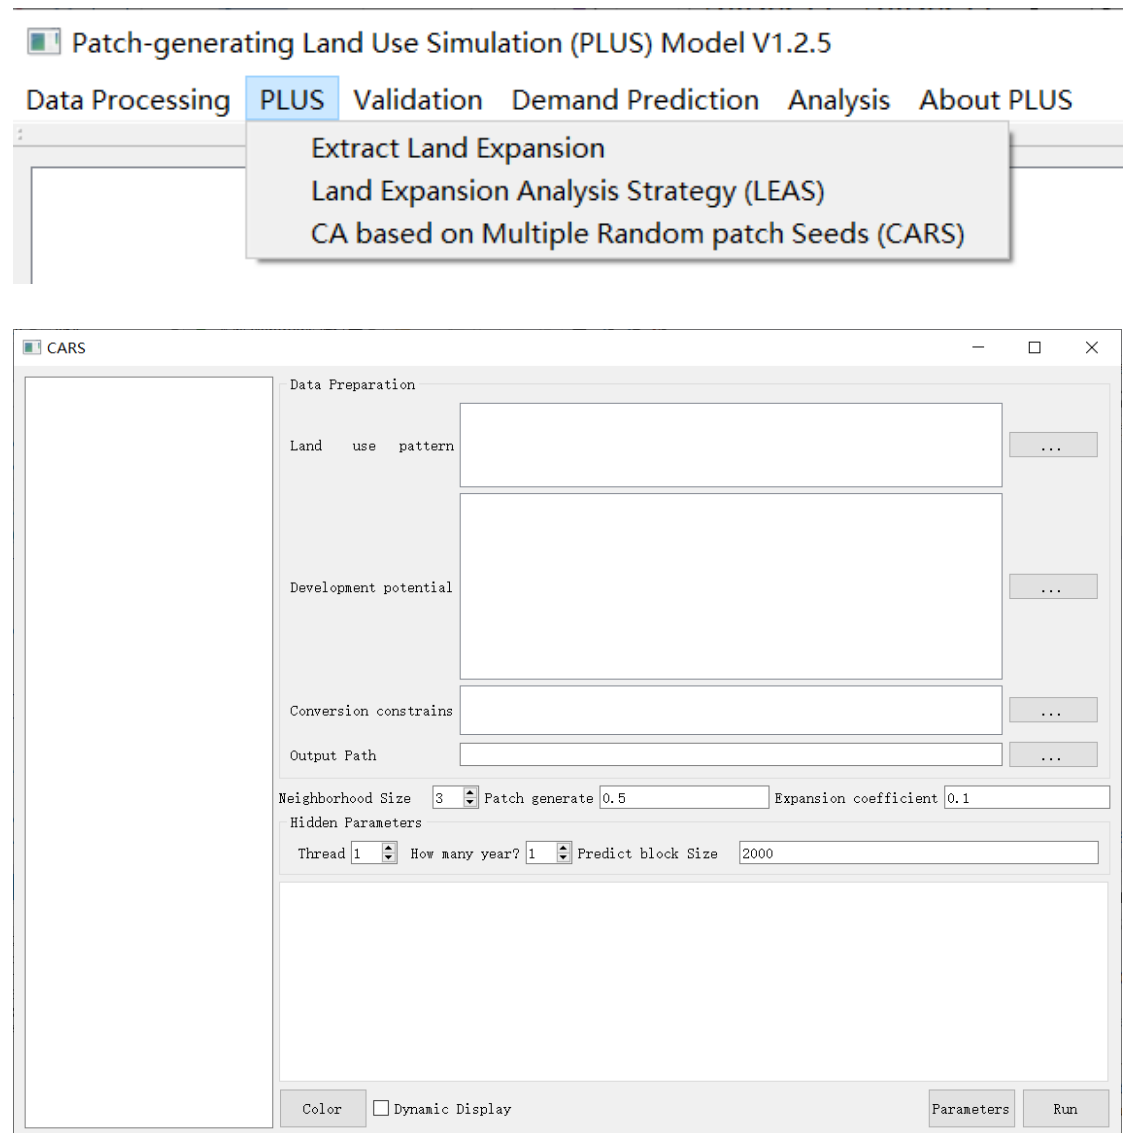 Patch-generating Land Use Simulation (PLUS) Model V1.2.5
Data Processing PLUS Validation Demand Prediction Analysis About PLUS
Extract Land Expansion
Land Expansion Analysis Strategy (LEAS)
CA based on Multiple Random patch Seeds (CARS)
CARS
Data Preparation
Land use pattern ...
Development potential ...
Conversion constrains ...
Output Path ...
Neighborhood Size 3 Patch generate 0.5 Expansion coefficient 0.1
Hidden Parameters
Thread 1 How many year? 1 Predict block Size 2000
Color Dynamic Display Parameters Run